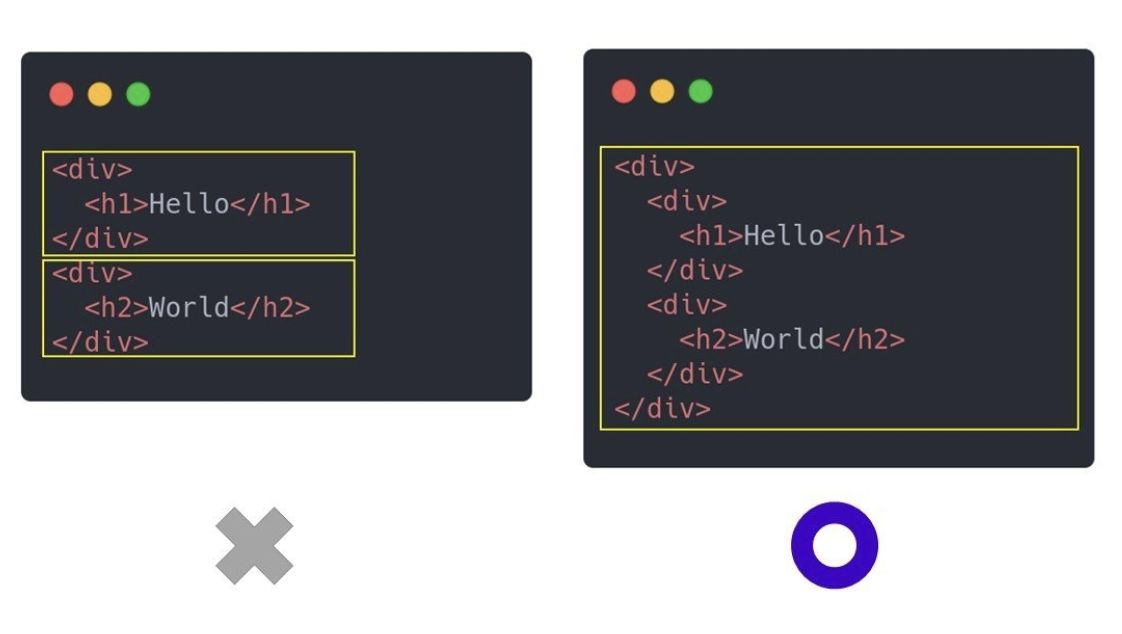 <div>
  <h1>Hello</h1>
</div>
<div>
  <h2>World</h2>
</div>
<div>
  <div>
    <h1>Hello</h1>
  </div>
  <div>
    <h2>World</h2>
  </div>
</div>